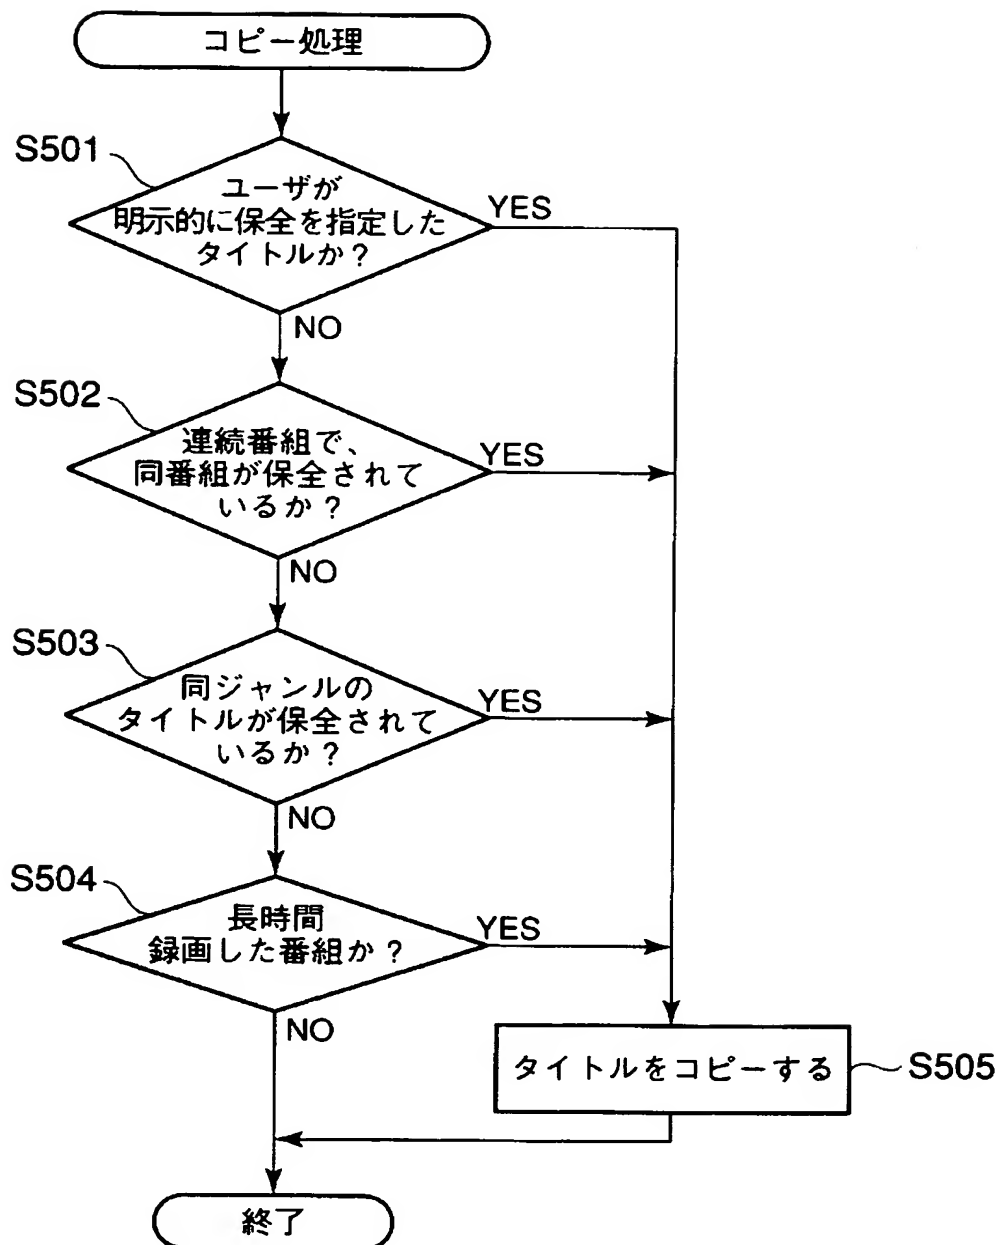 コピー処理
S501
ユーザが
明示的に保全を指定した
タイトルか？
YES
NO
S502
連続番組で、
同番組が保全されて
いるか？
YES
NO
S503
同ジャンルの
タイトルが保全されて
いるか？
YES
NO
S504
長時間
録画した番組か？
YES
NO
タイトルをコピーする
S505
終了